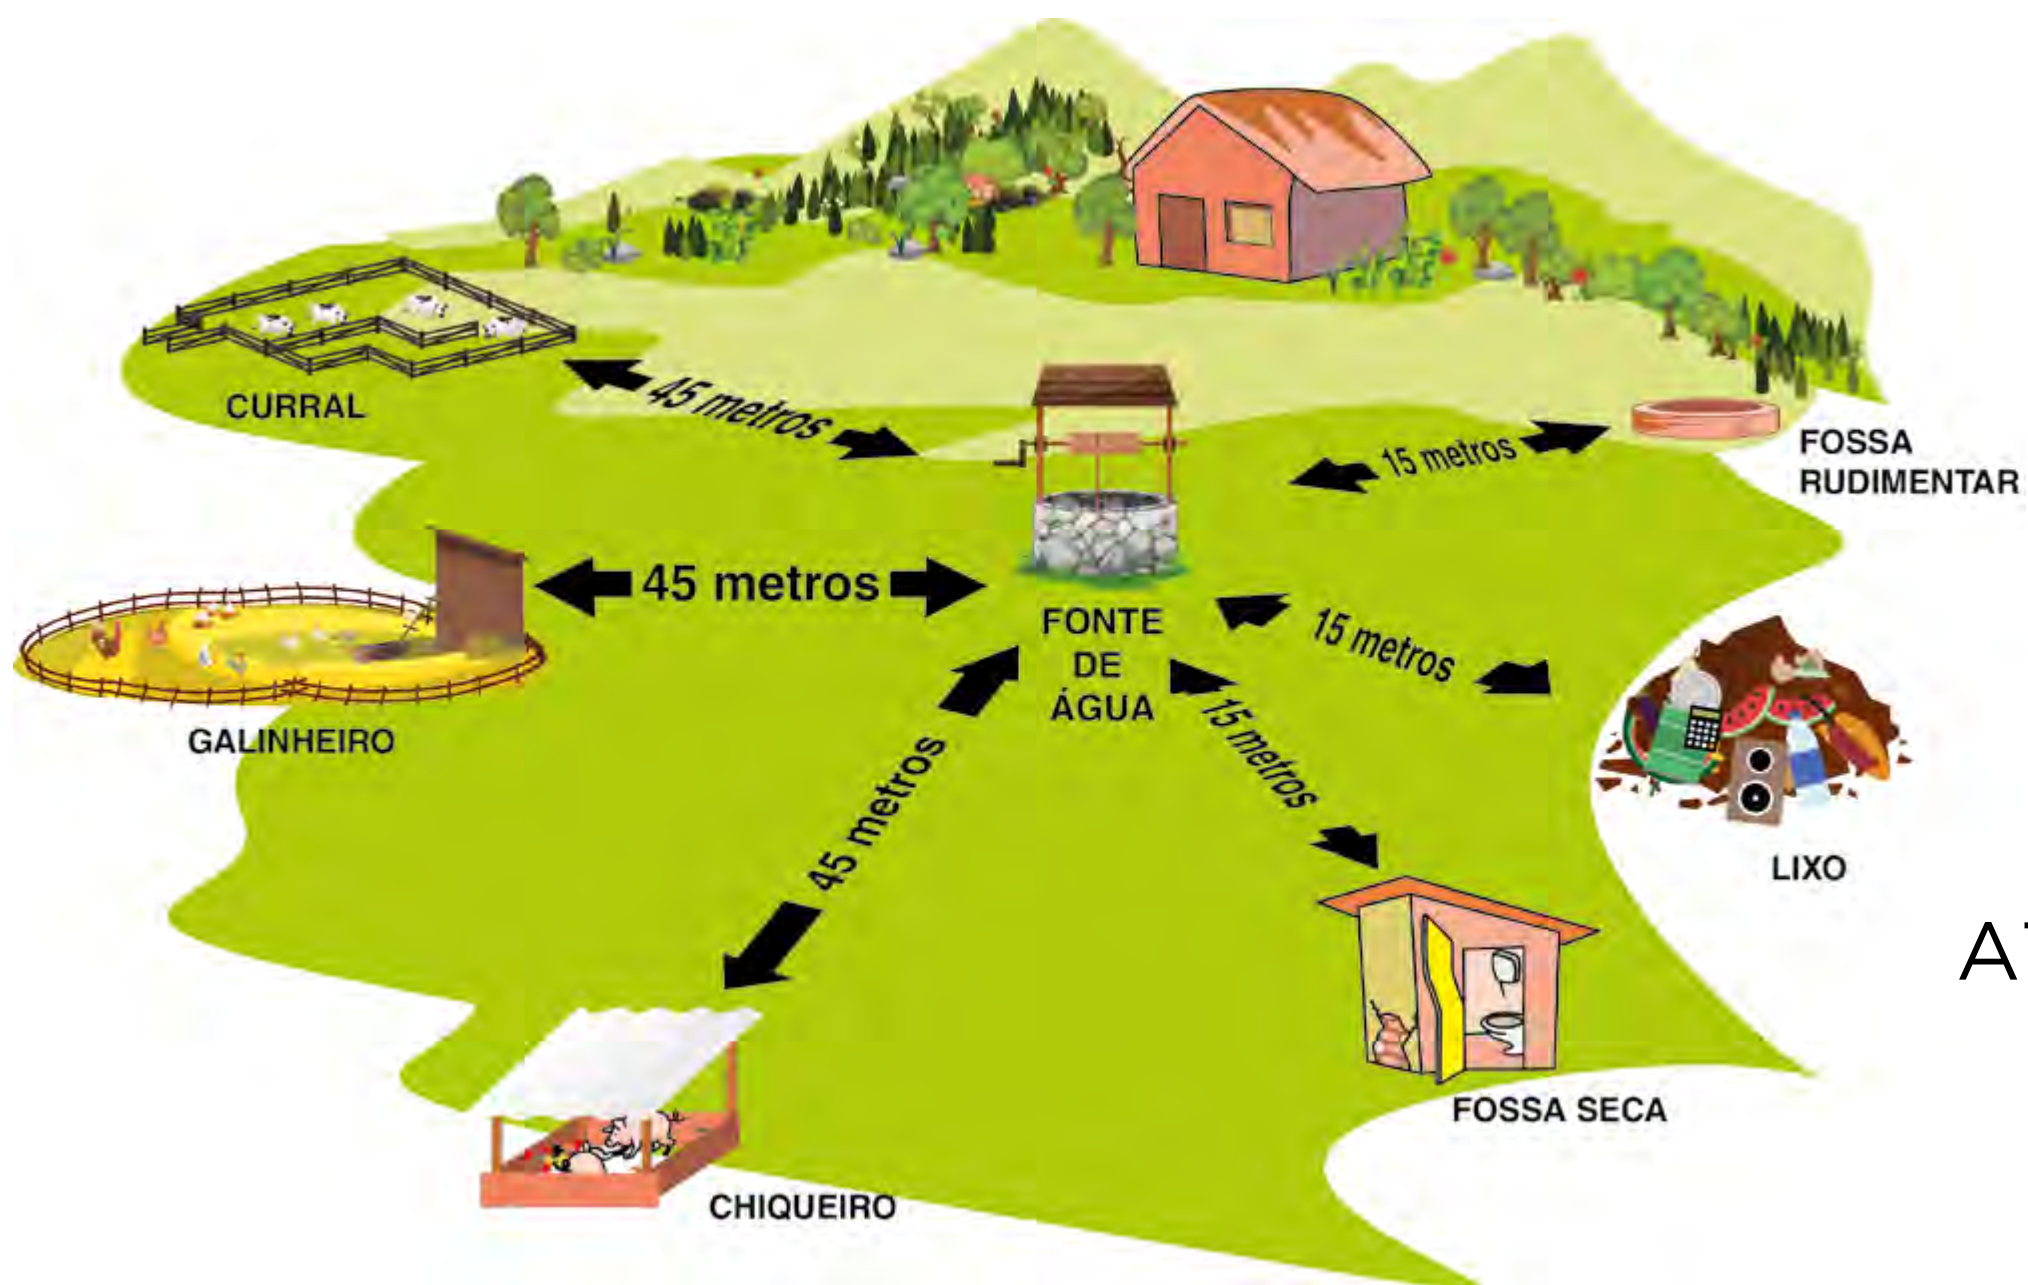 CURRAL
45 metros
15 metros
FOSSA
RUDIMENTAR
45 metros
FONTE
DE
ÁGUA
15 metros
GALINHEIRO
15 metros
45 metros
LIXO
FOSSA SECA
CHIQUEIRO
A